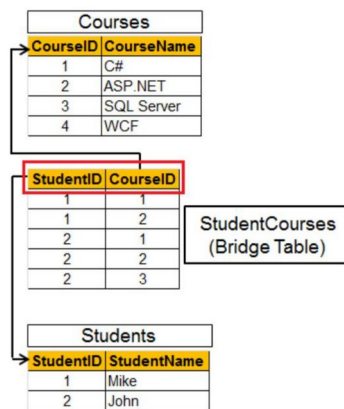 Courses
CourseID CourseName
1 C#
2 ASP.NET
3 SQL Server
4 WCF
StudentID CourseID
1 1
1 2
2 1
2 2
2 3
StudentCourses
(Bridge Table)
Students
StudentID StudentName
1 Mike
2 John